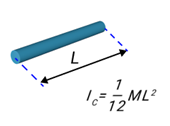 L
I_C = 1/12 ML²